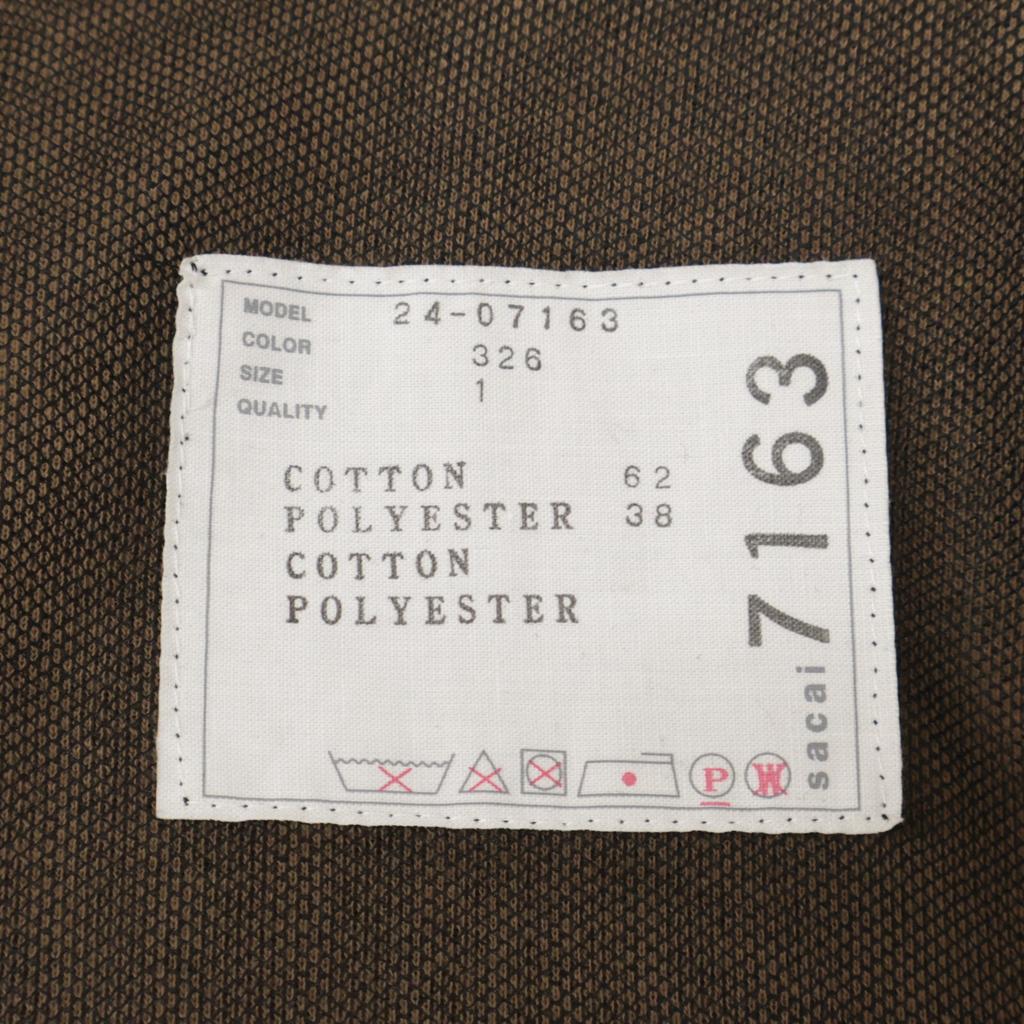 MODEL 24-07163
COLOR 326
SIZE 1
QUALITY
COTTON 62
POLYESTER 38
COTTON
POLYESTER
P W
sacai 7163